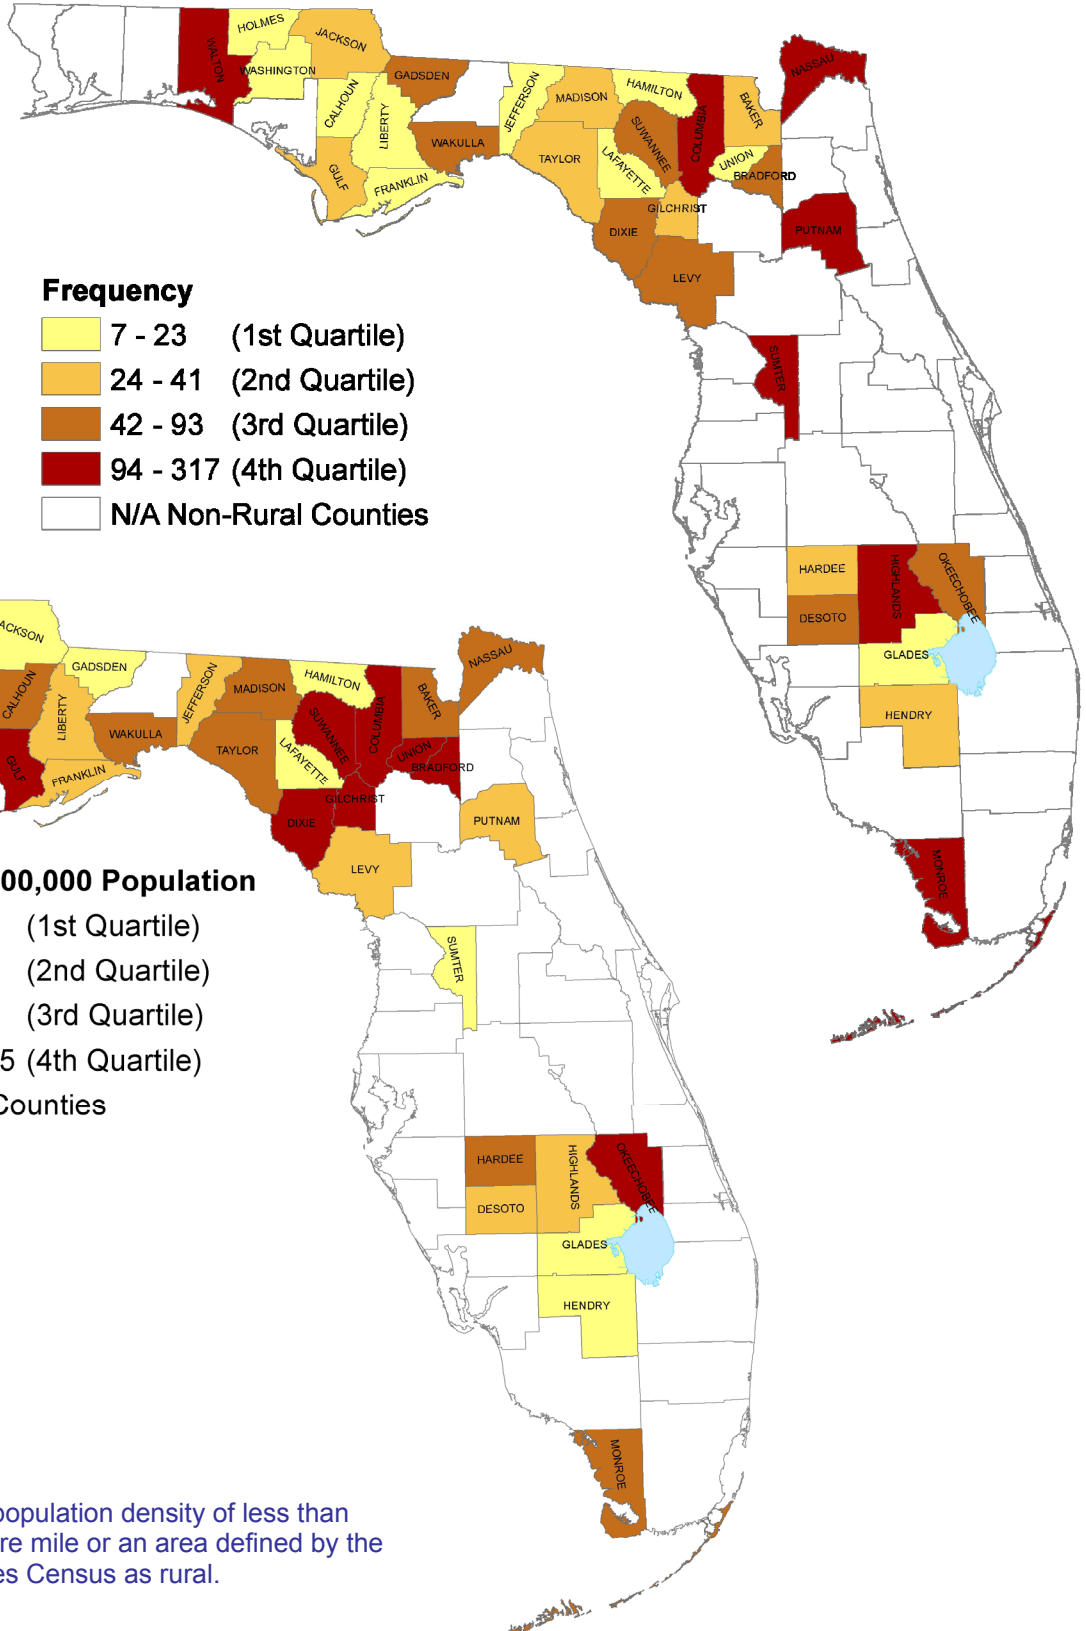 HOLMES
JACKSON
WALTON
WASHINGTON
GADSDEN
CALHOUN
LIBERTY
JEFFERSON
MADISON
HAMILTON
COLUMBIA
BAKER
NASSAU
WAKULLA
TAYLOR
LAFAYETTE
SUWANNEE
UNION
BRADFORD
GULF
FRANKLIN
GILCHRIST
DIXIE
PUTNAM
LEVY
SUMTER
HARDEE
HIGHLANDS
OKEECHOBEE
DESOTO
GLADES
HENDRY
MONROE
Frequency
7 - 23 (1st Quartile)
24 - 41 (2nd Quartile)
42 - 93 (3rd Quartile)
94 - 317 (4th Quartile)
N/A Non-Rural Counties
ACKSON
GADSDEN
CALHOUN
LIBERTY
JEFFERSON
MADISON
HAMILTON
COLUMBIA
BAKER
NASSAU
WAKULLA
TAYLOR
LAFAYETTE
SUWANNEE
UNION
BRADFORD
GULF
FRANKLIN
GILCHRIST
DIXIE
PUTNAM
LEVY
SUMTER
HARDEE
HIGHLANDS
OKEECHOBEE
DESOTO
GLADES
HENDRY
MONROE
00,000 Population
(1st Quartile)
(2nd Quartile)
(3rd Quartile)
5 (4th Quartile)
Counties
population density of less than
re mile or an area defined by the
es Census as rural.